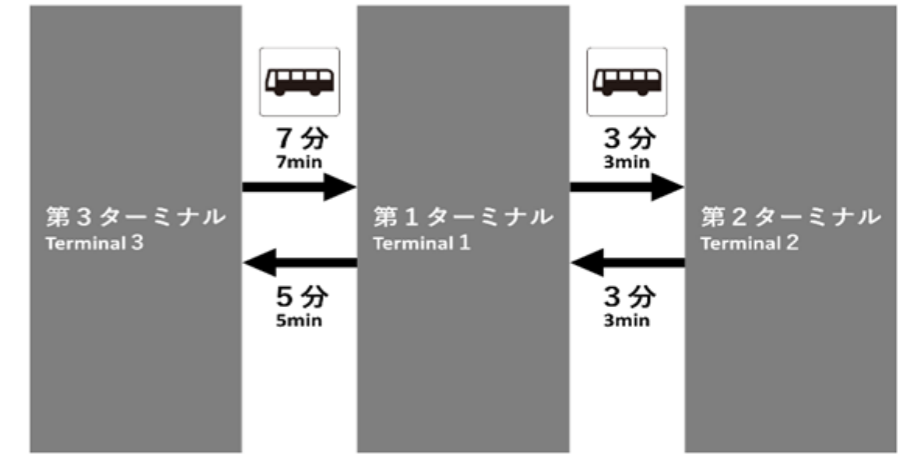 7 分
7min
3 分
3min
第３ターミナル
Terminal 3
第１ターミナル
Terminal 1
第２ターミナル
Terminal 2
5 分
5min
3 分
3min